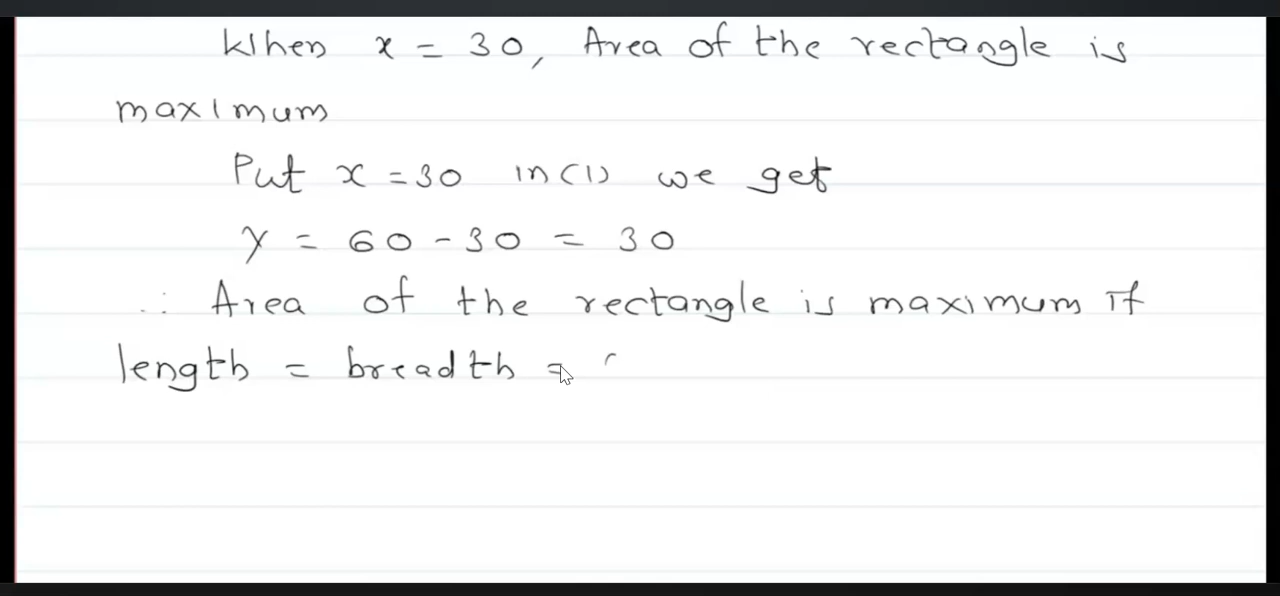 When x = 30, Area of the rectangle is
maximum
Put x = 30 in (1) we get
y = 60 - 30 = 30
∴ Area of the rectangle is maximum if
length = breadth =